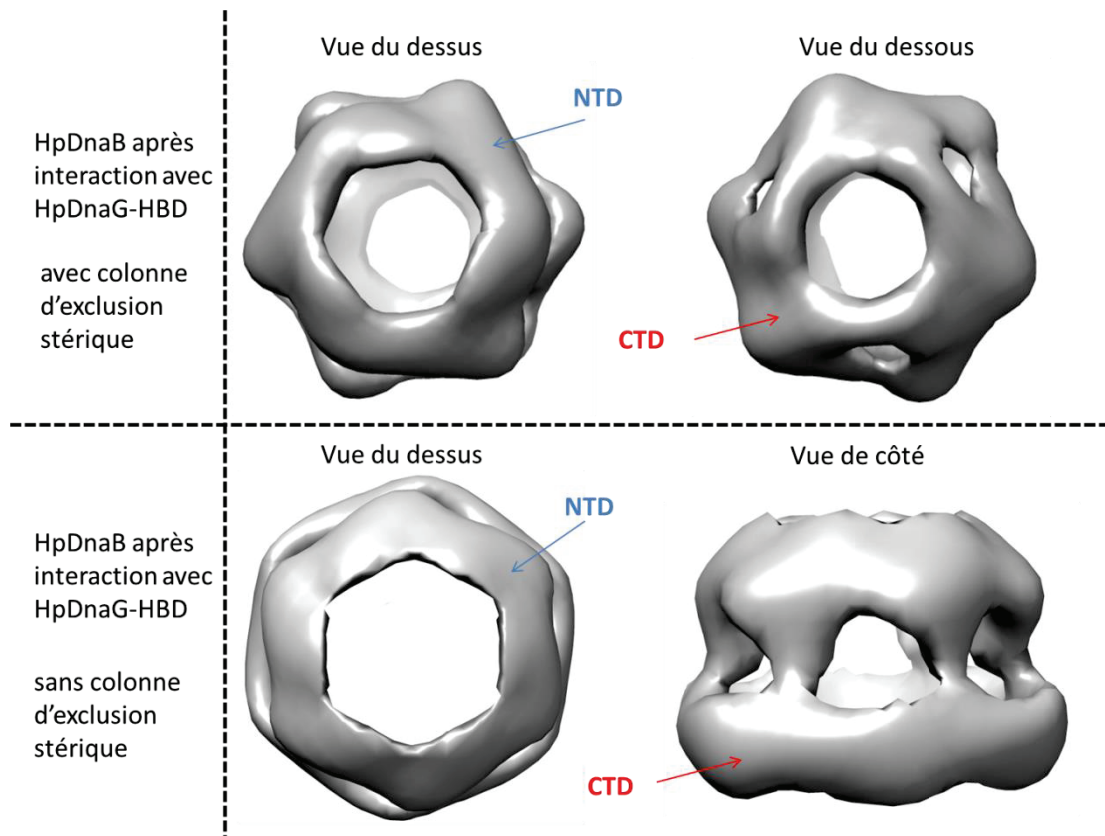 Vue du dessus
Vue du dessous
NTD
HpDnaB après
interaction avec
HpDnaG-HBD
avec colonne
d'exclusion
stérique
CTD
Vue du dessus
Vue de côté
NTD
HpDnaB après
interaction avec
HpDnaG-HBD
sans colonne
d'exclusion
stérique
CTD